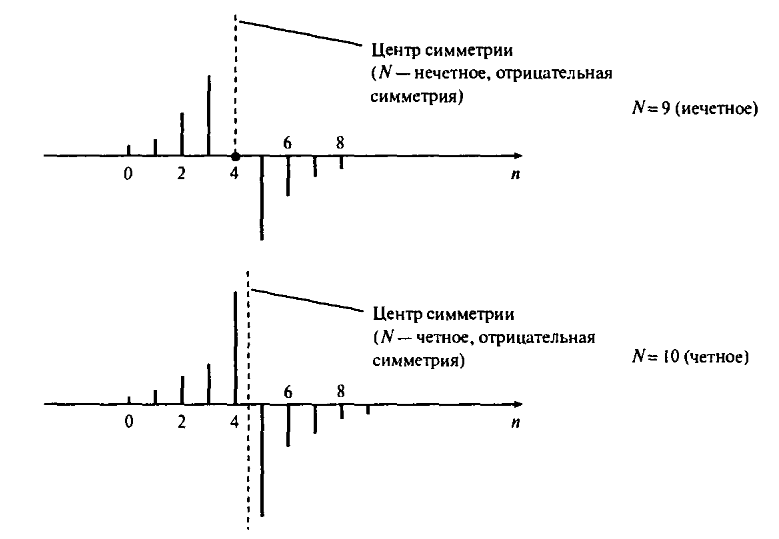 Центр симметрии
(N — нечетное, отрицательная
симметрия)
N = 9 (иечетное)
6 8
0 2 4 n
Центр симметрии
(N — четное, отрицательная
симметрия)
N = 10 (четное)
6 8
0 2 4 n